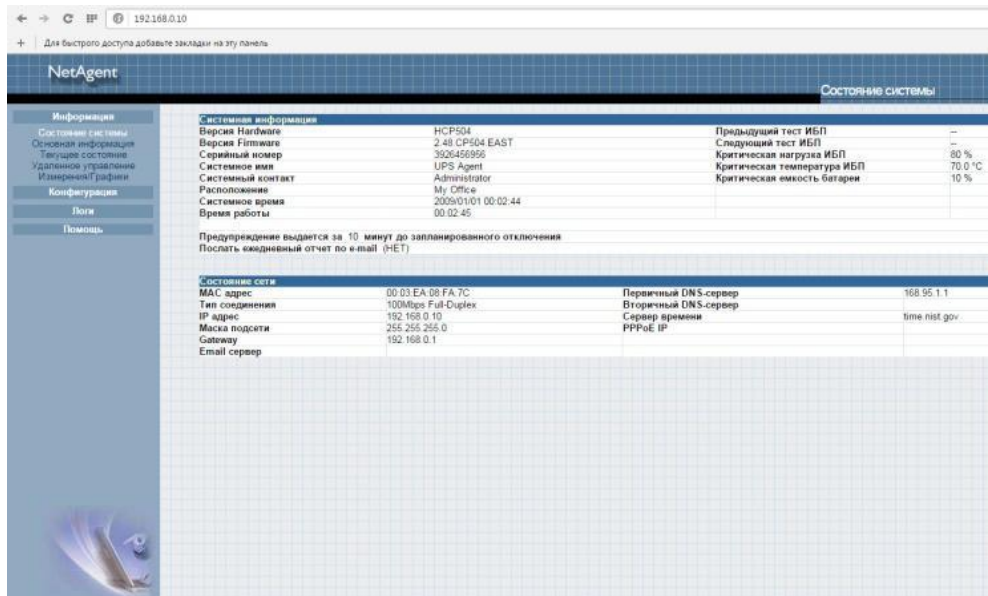 192.168.0.10
Для быстрого доступа добавьте закладки на эту панель
NetAgent
Состояние системы
Информация
Состояние системы
Основная информация
Текущее состояние
Удаленное управление
Измерения/Графики
Конфигурация
Логи
Помощь
Системная информация
Версия Hardware HCP504 Предыдущий тест ИБП --
Версия Firmware 2.48.CP504.EAST Следующий тест ИБП --
Серийный номер 3926456956 Критическая нагрузка ИБП 80 %
Системное имя UPS Agent Критическая температура ИБП 70.0 °C
Системный контакт Administrator Критическая емкость батареи 10 %
Расположение My Office
Системное время 2009/01/01 00:02:44
Время работы 00:02:45
Предупреждение выдается за 10 минут до запланированного отключения
Послать ежедневный отчет по e-mail (НЕТ)
Состояние сети
MAC адрес 00:03:EA:08:FA:7C Первичный DNS-сервер 168.95.1.1
Тип соединения 100Mbps Full-Duplex Вторичный DNS-сервер
IP адрес 192.168.0.10 Сервер времени time.nist.gov
Маска подсети 255.255.255.0 PPPoE IP
Gateway 192.168.0.1
Email сервер